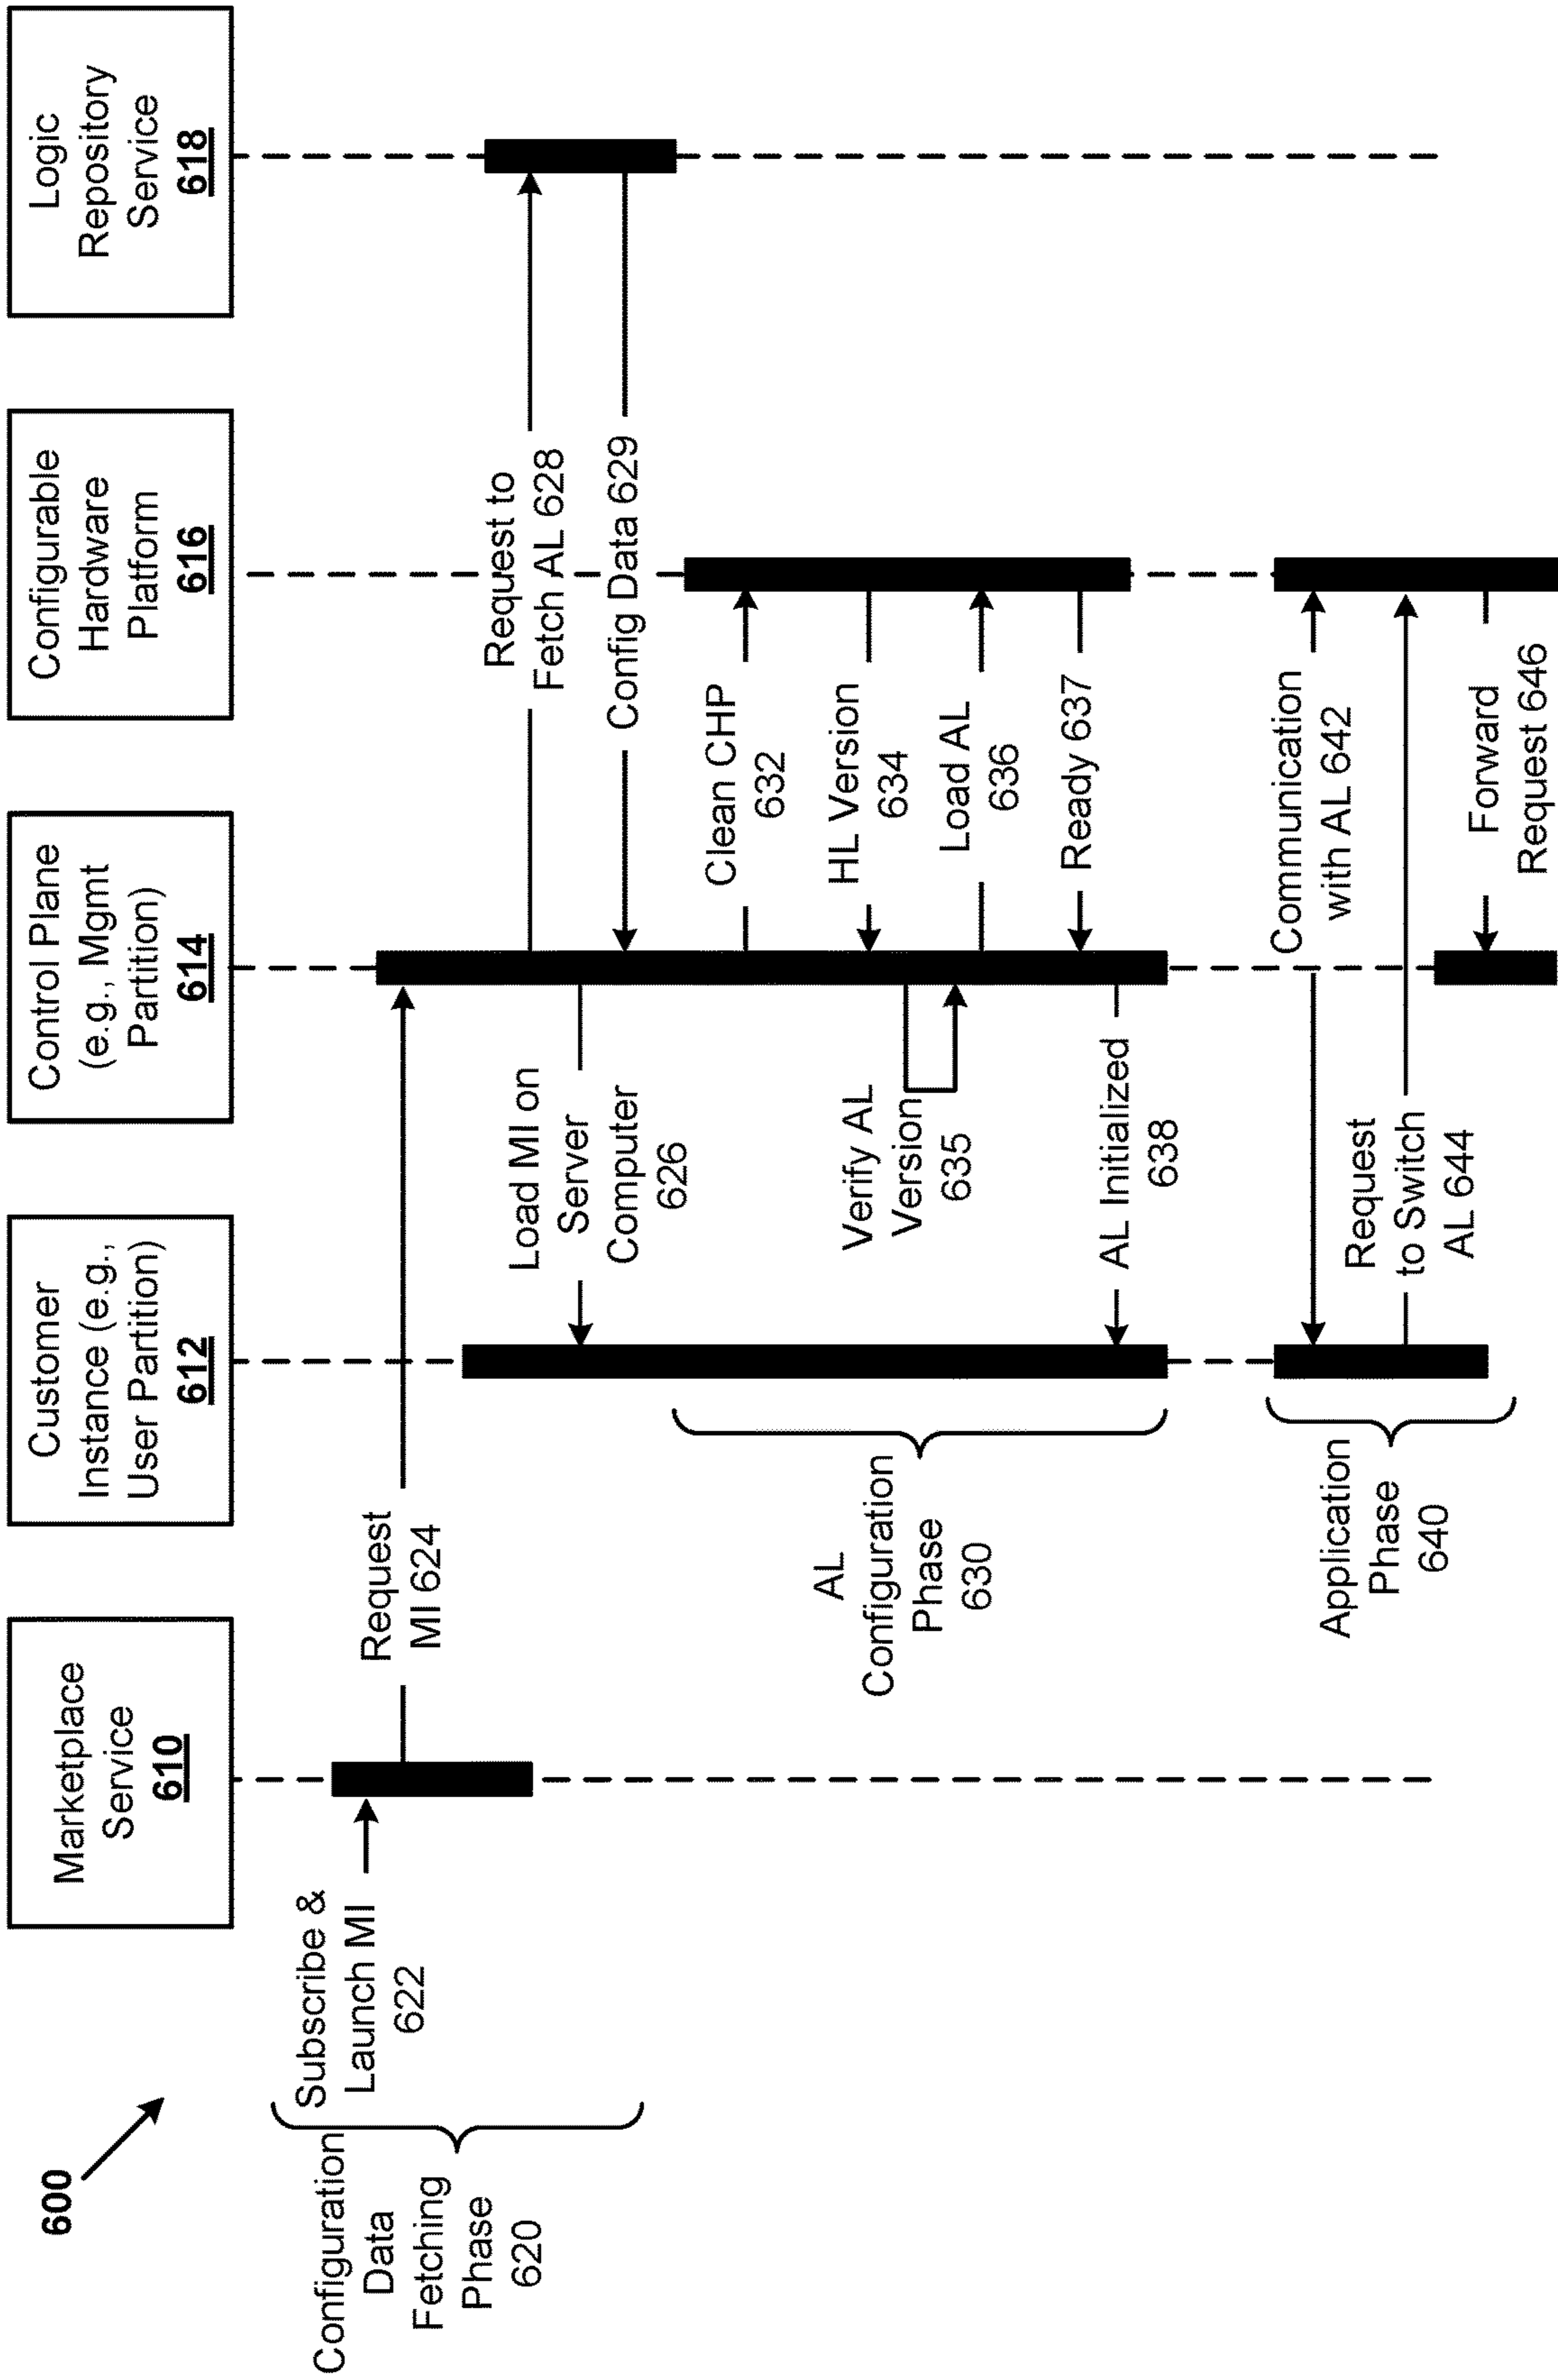 600
Marketplace
Service
610
Customer
Instance (e.g.,
User Partition)
612
Control Plane
(e.g., Mgmt
Partition)
614
Configurable
Hardware
Platform
616
Logic
Repository
Service
618
Configuration
Data
Fetching
Phase
620
Subscribe &
Launch MI
622
Request
MI 624
Request to
Fetch AL 628
Load MI on
Server
Computer
626
Config Data 629
AL
Configuration
Phase
630
Clean CHP
632
HL Version
634
Verify AL
Version
635
Load AL
636
Ready 637
AL Initialized
638
Application
Phase
640
Communication
with AL 642
Request
to Switch
AL 644
Forward
Request 646